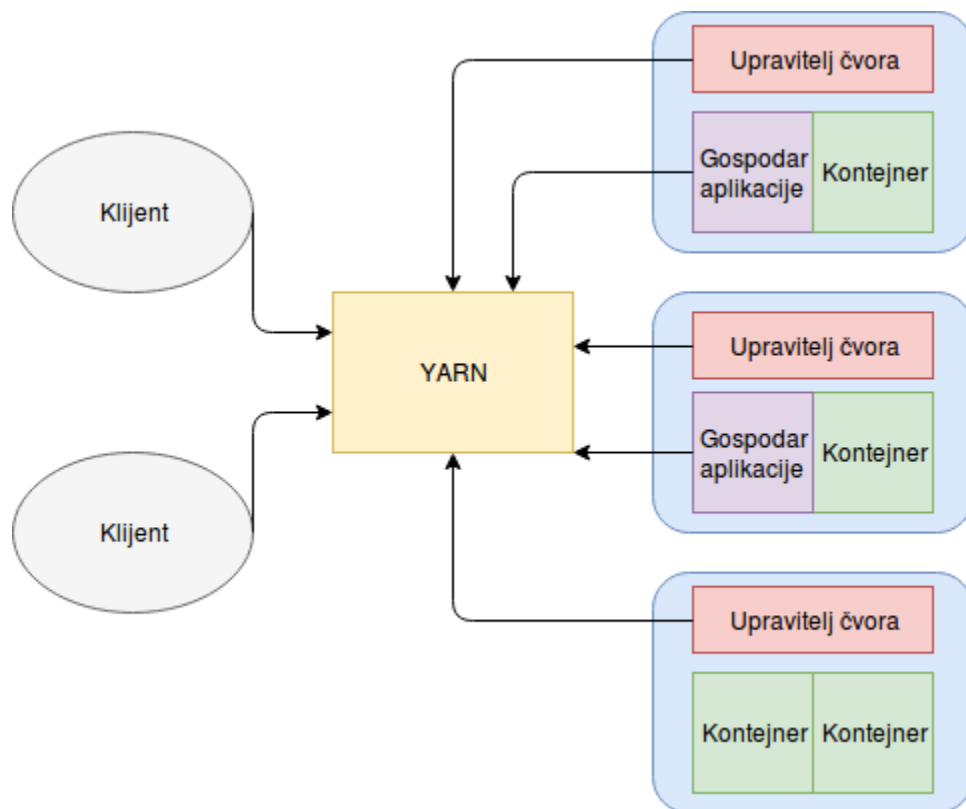 Klijent
Klijent
YARN
Upravitelj čvora
Gospodar
aplikacije
Kontejner
Upravitelj čvora
Gospodar
aplikacije
Kontejner
Upravitelj čvora
Kontejner
Kontejner